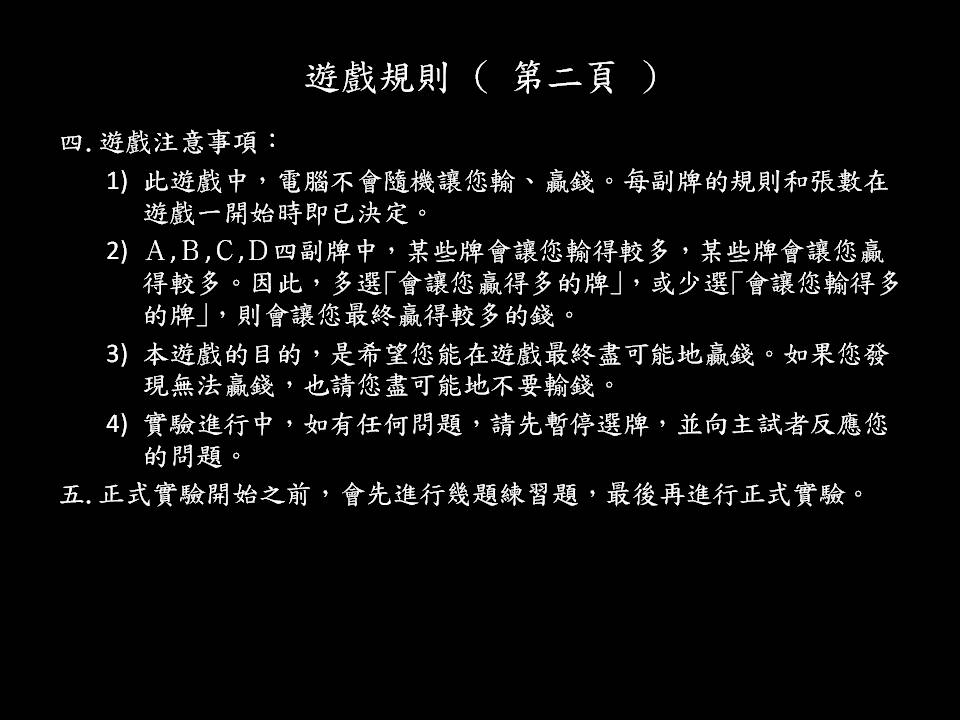 遊戲規則 ( 第二頁 )
四.遊戲注意事項：
1) 此遊戲中，電腦不會隨機讓您輸、贏錢。每副牌的規則和張數在
遊戲一開始時即已決定。
2) Ａ,Ｂ,Ｃ,Ｄ四副牌中，某些牌會讓您輸得較多，某些牌會讓您贏
得較多。因此，多選「會讓您贏得多的牌」，或少選「會讓您輸得多
的牌」，則會讓您最終贏得較多的錢。
3) 本遊戲的目的，是希望您能在遊戲最終盡可能地贏錢。如果您發
現無法贏錢，也請您盡可能地不要輸錢。
4) 實驗進行中，如有任何問題，請先暫停選牌，並向主試者反應您
的問題。
五.正式實驗開始之前，會先進行幾題練習題，最後再進行正式實驗。